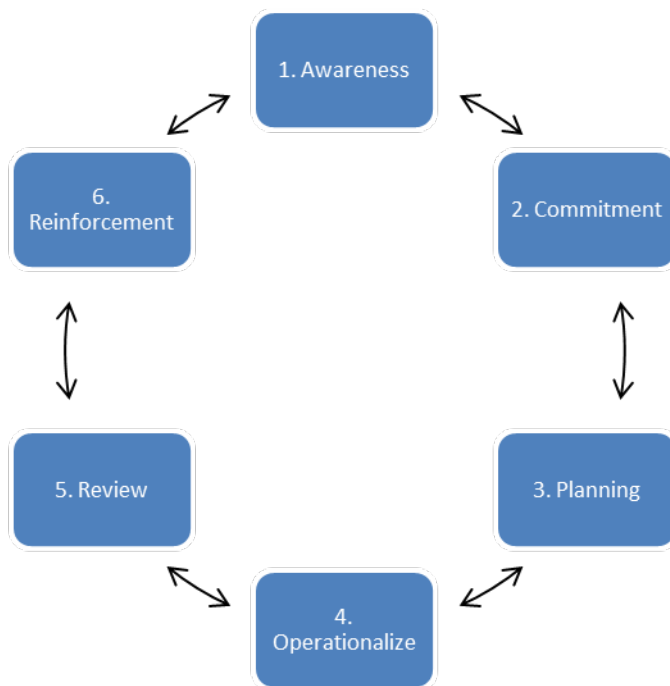 1. Awareness
2. Commitment
3. Planning
4.
Operationalize
5. Review
6.
Reinforcement